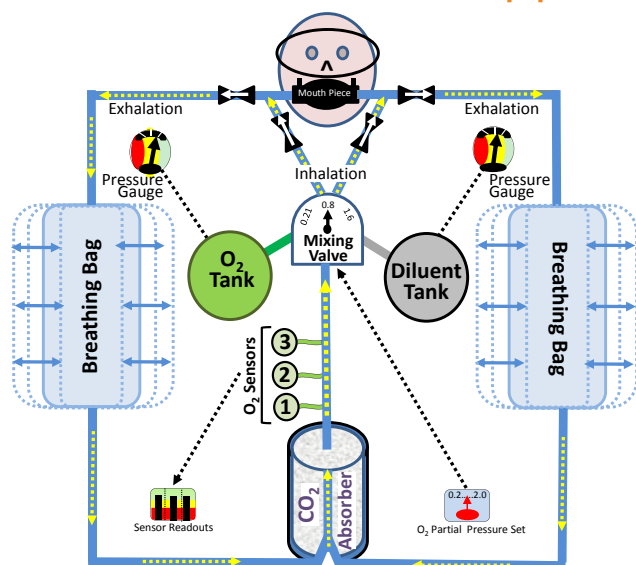 Mouth Piece
Exhalation
Exhalation
Pressure
Gauge
Inhalation
Pressure
Gauge
0.21
0.8
1.6
Mixing
Valve
O₂
Tank
Diluent
Tank
Breathing Bag
Breathing Bag
O₂ Sensors
3
2
1
CO₂
Absorber
Sensor Readouts
0.2.....2.0
O₂ Partial Pressure Set